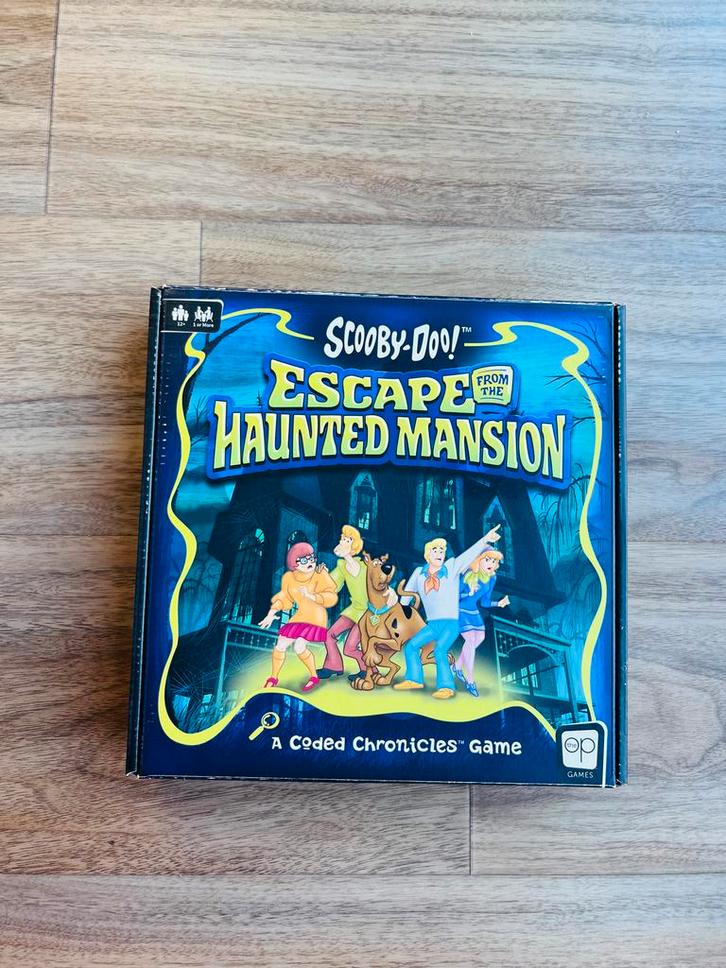 12+ 1 or More
SCOOBY-DOO!™
ESCAPE FROM THE
HAUNTED MANSION
A Coded Chronicles™ Game
the op
GAMES